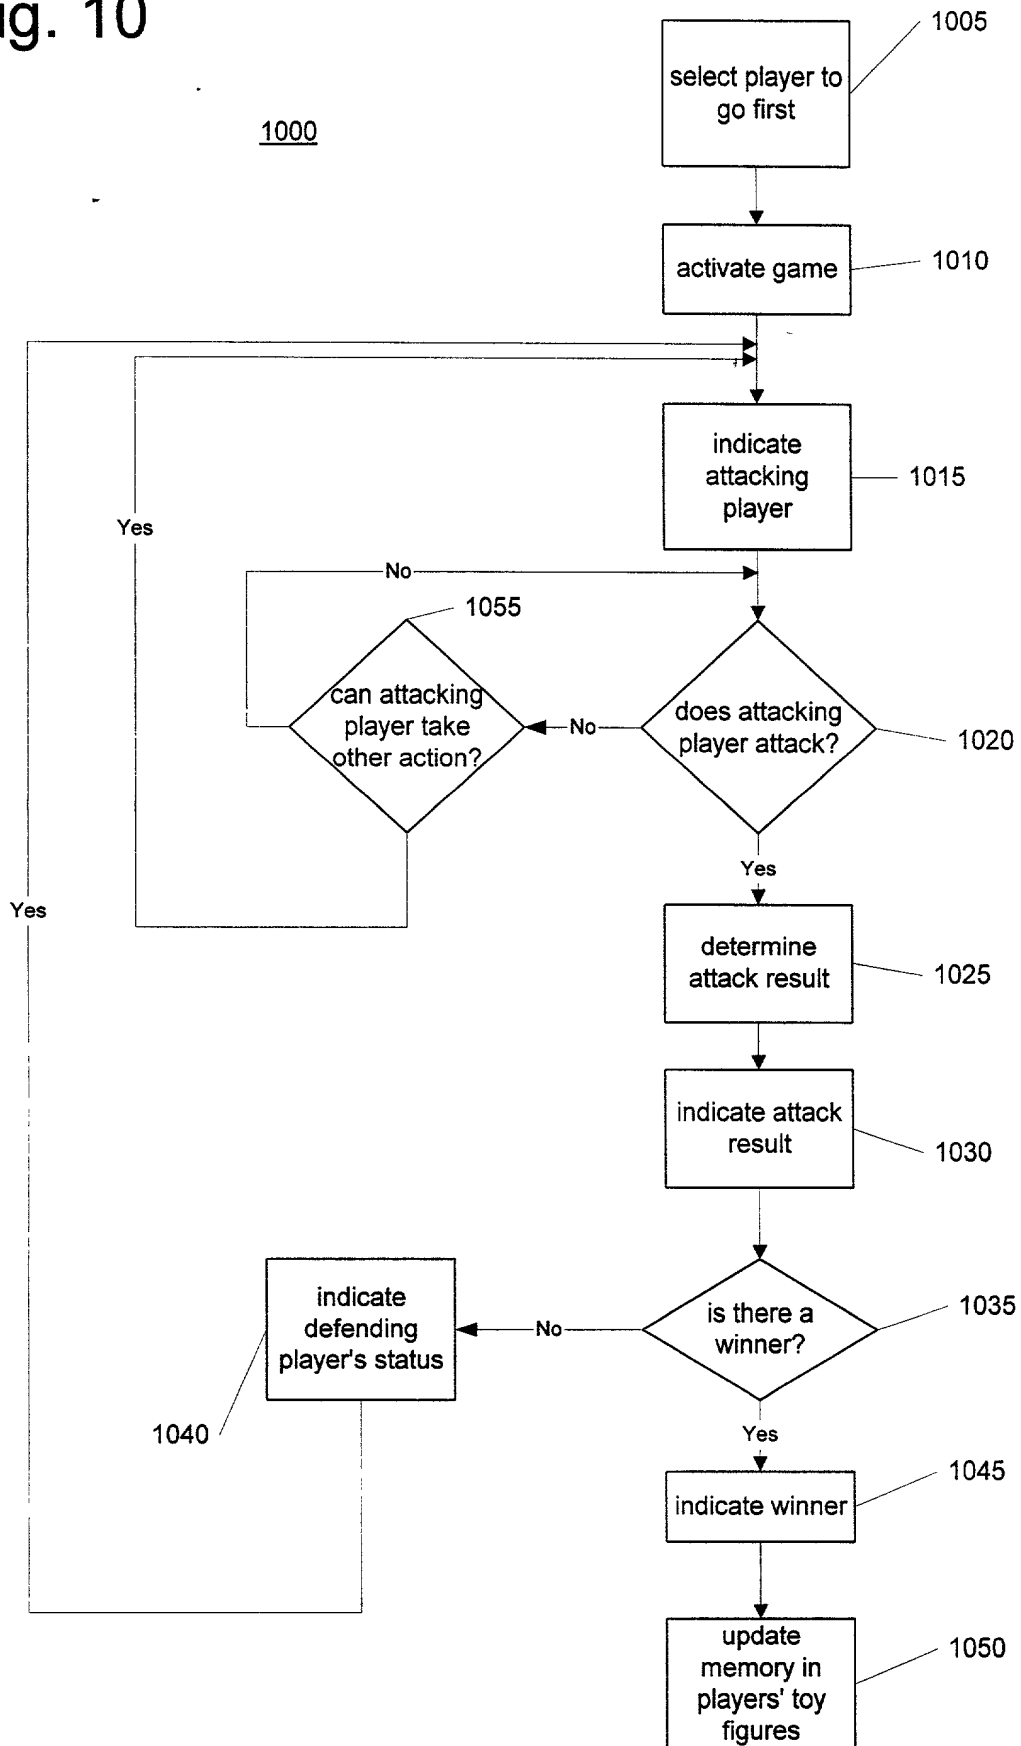 ig. 10
1000
1005
select player to
go first
activate game
1010
indicate
attacking
player
1015
Yes
No
1055
can attacking
player take
other action?
No
does attacking
player attack?
1020
Yes
Yes
determine
attack result
1025
indicate attack
result
1030
is there a
winner?
1035
No
indicate
defending
player's status
1040
Yes
indicate winner
1045
update
memory in
players' toy
figures
1050